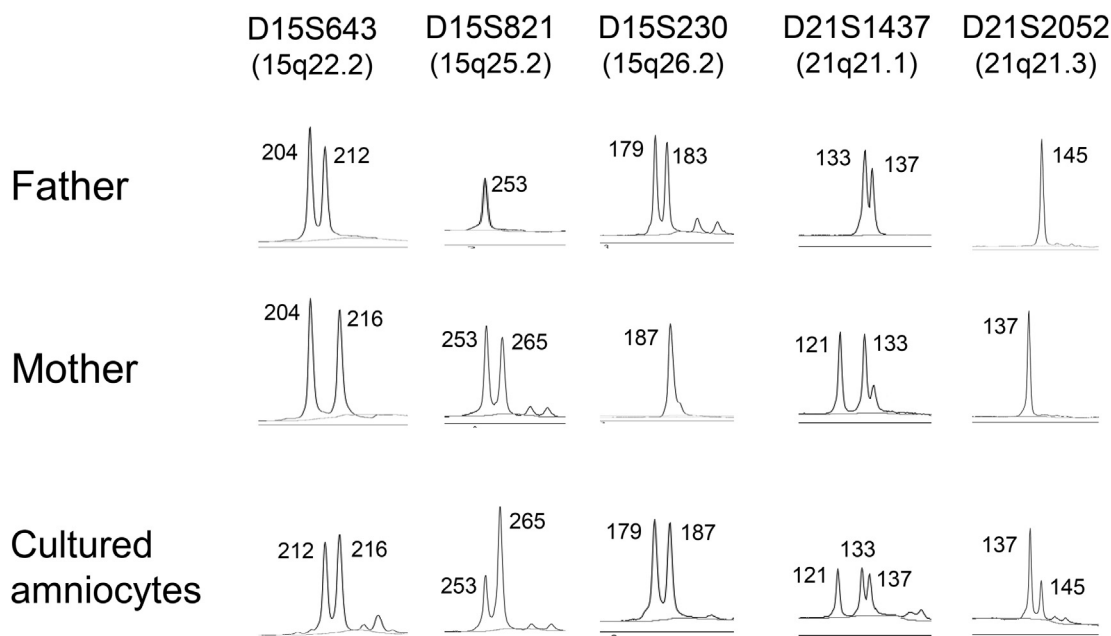 D15S643 D15S821 D15S230 D21S1437 D21S2052
(15q22.2) (15q25.2) (15q26.2) (21q21.1) (21q21.3)
Father
204 212 253 179 183 133 137 145
Mother
204 216 253 265 187 121 133 137
Cultured
amniocytes
212 216 253 265 179 187 121 133 137 137 145